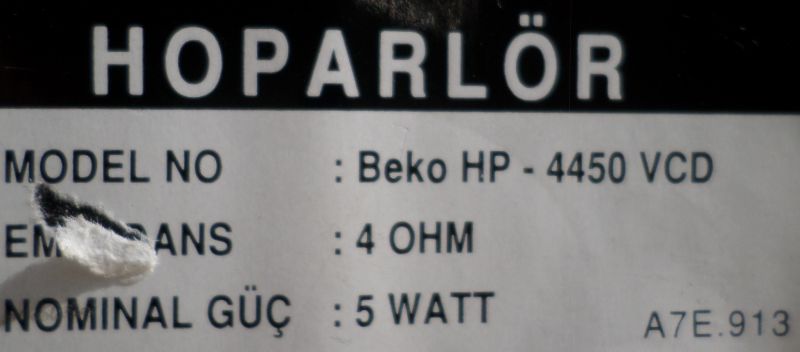 HOPARLÖR
MODEL NO : Beko HP - 4450 VCD
: 4 OHM
NOMINAL GÜÇ : 5 WATT
A7E.913